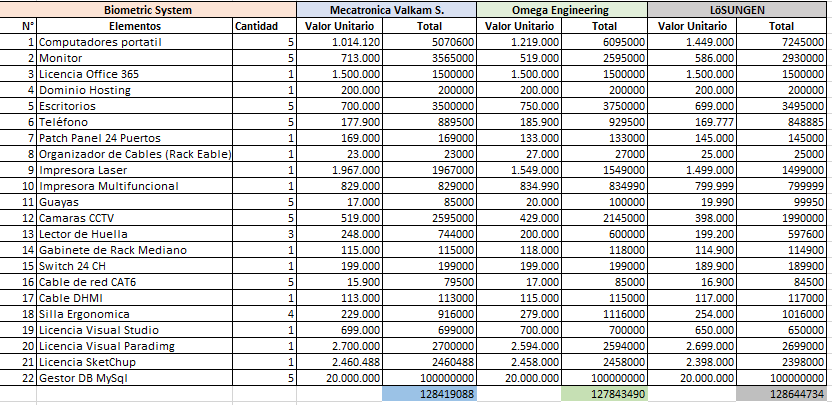 Biometric System Mecatronica Valkam S. Omega Engineering LöSUNGEN
N° Elementos Cantidad Valor Unitario Total Valor Unitario Total Valor Unitario Total
1 Computadores portatil 5 1.014.120 5070600 1.219.000 6095000 1.449.000 7245000
2 Monitor 5 713.000 3565000 519.000 2595000 586.000 2930000
3 Licencia Office 365 1 1.500.000 1500000 1.500.000 1500000 1.500.000 1500000
4 Dominio Hosting 1 200.000 200000 200.000 200000 200.000 200000
5 Escritorios 5 700.000 3500000 750.000 3750000 699.000 3495000
6 Teléfono 5 177.900 889500 185.900 929500 169.777 848885
7 Patch Panel 24 Puertos 1 169.000 169000 133.000 133000 145.000 145000
8 Organizador de Cables (Rack Eable) 1 23.000 23000 27.000 27000 25.000 25000
9 Impresora Laser 1 1.967.000 1967000 1.549.000 1549000 1.499.000 1499000
10 Impresora Multifuncional 1 829.000 829000 834.990 834990 799.999 799999
11 Guayas 5 17.000 85000 20.000 100000 19.990 99950
12 Camaras CCTV 5 519.000 2595000 429.000 2145000 398.000 1990000
13 Lector de Huella 3 248.000 744000 200.000 600000 199.200 597600
14 Gabinete de Rack Mediano 1 115.000 115000 118.000 118000 114.900 114900
15 Switch 24 CH 1 199.000 199000 199.000 199000 189.900 189900
16 Cable de red CAT6 5 15.900 79500 17.000 85000 16.900 84500
17 Cable DHMI 1 113.000 113000 115.000 115000 117.000 117000
18 Silla Ergonomica 4 229.000 916000 279.000 1116000 254.000 1016000
19 Licencia Visual Studio 1 699.000 699000 700.000 700000 650.000 650000
20 Licencia Visual Paradimg 1 2.700.000 2700000 2.594.000 2594000 2.699.000 2699000
21 Licencia SketChup 1 2.460.488 2460488 2.458.000 2458000 2.398.000 2398000
22 Gestor DB MySql 5 20.000.000 100000000 20.000.000 100000000 20.000.000 100000000
128419088 127843490 128644734